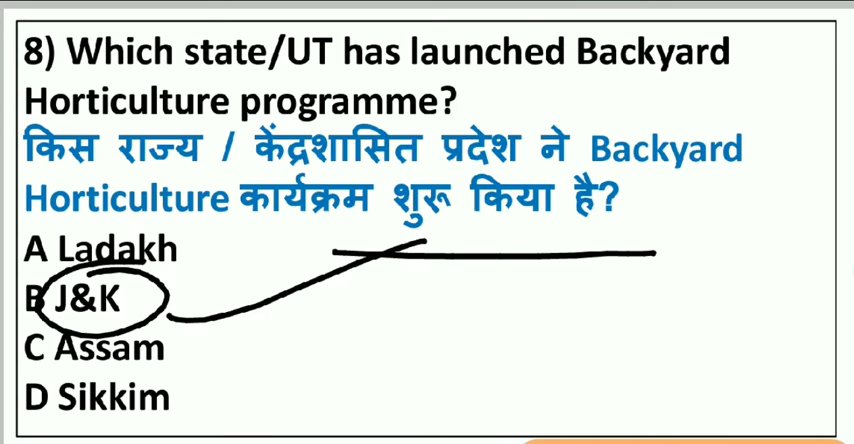 8) Which state/UT has launched Backyard
Horticulture programme?
किस राज्य / केंद्रशासित प्रदेश ने Backyard
Horticulture कार्यक्रम शुरू किया है?
A Ladakh
B J&K
C Assam
D Sikkim